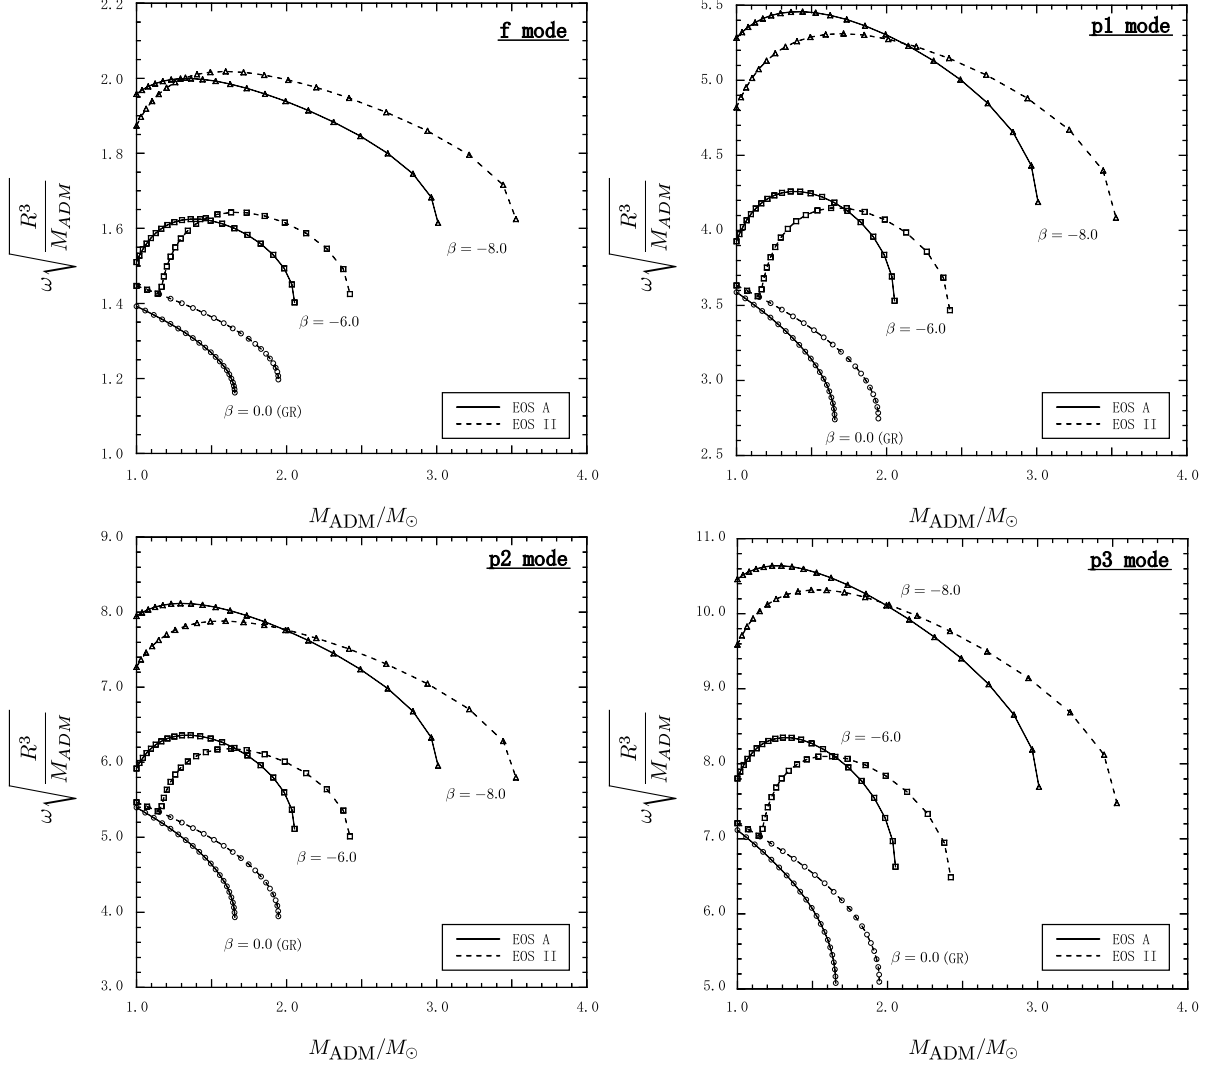 f mode
2.2
2.0
1.8
1.6
1.4
1.2
1.0
1.0 2.0 3.0 4.0
ω√(R³/M_ADM)
M_ADM/M_⊙
β = −8.0
β = −6.0
β = 0.0 (GR)
EOS A
EOS II
p1 mode
5.5
5.0
4.5
4.0
3.5
3.0
2.5
1.0 2.0 3.0 4.0
ω√(R³/M_ADM)
M_ADM/M_⊙
β = −8.0
β = −6.0
β = 0.0 (GR)
EOS A
EOS II
p2 mode
9.0
8.0
7.0
6.0
5.0
4.0
3.0
1.0 2.0 3.0 4.0
ω√(R³/M_ADM)
M_ADM/M_⊙
β = −8.0
β = −6.0
β = 0.0 (GR)
EOS A
EOS II
p3 mode
11.0
10.0
9.0
8.0
7.0
6.0
5.0
1.0 2.0 3.0 4.0
ω√(R³/M_ADM)
M_ADM/M_⊙
β = −8.0
β = −6.0
β = 0.0 (GR)
EOS A
EOS II